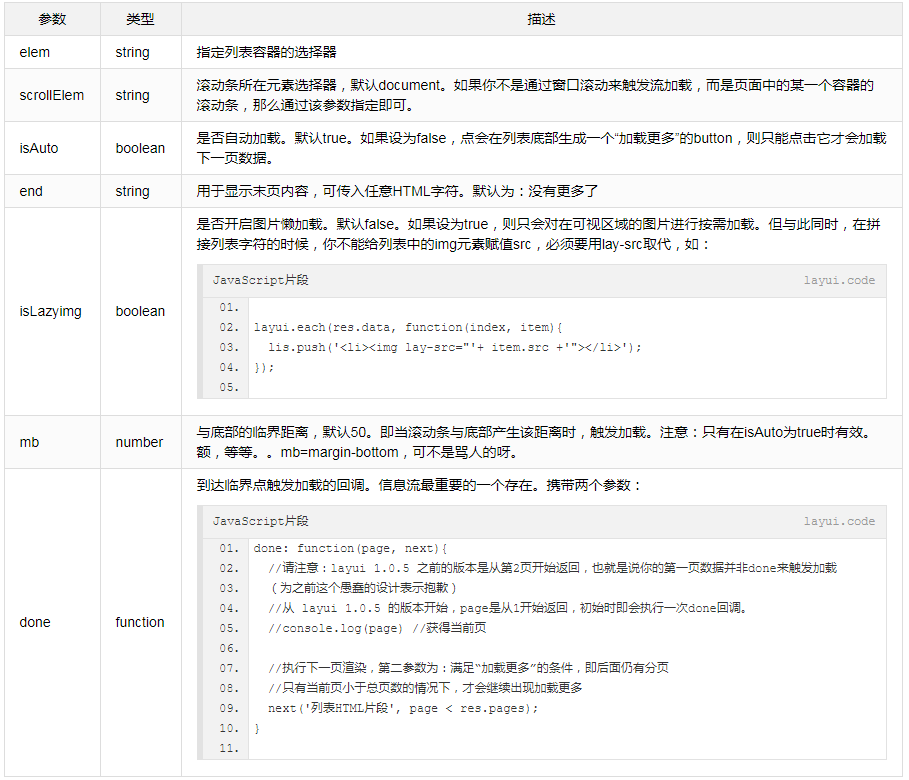 参数 类型 描述
elem string 指定列表容器的选择器
scrollElem string 滚动条所在元素选择器，默认document。如果你不是通过窗口滚动来触发流加载，而是页面中的某一个容器的
滚动条，那么通过该参数指定即可。
isAuto boolean 是否自动加载。默认true。如果设为false，点会在列表底部生成一个“加载更多”的button，则只能点击它才会加载
下一页数据。
end string 用于显示末页内容，可传入任意HTML字符。默认为：没有更多了
isLazyimg boolean 是否开启图片懒加载。默认false。如果设为true，则只会对在可视区域的图片进行按需加载。但与此同时，在拼
接列表字符的时候，你不能给列表中的img元素赋值src，必须要用lay-src取代，如：
JavaScript片段 layui.code
01.
02. layui.each(res.data, function(index, item){
03. lis.push('<li><img lay-src="'+ item.src +'"></li>');
04. });
05.
mb number 与底部的临界距离，默认50。即当滚动条与底部产生该距离时，触发加载。注意：只有在isAuto为true时有效。
额，等等。。mb=margin-bottom，可不是骂人的呀。
done function 到达临界点触发加载的回调。信息流最重要的一个存在。携带两个参数：
JavaScript片段 layui.code
01. done: function(page, next){
02. //请注意：layui 1.0.5 之前的版本是从第2页开始返回，也就是说你的第一页数据并非done来触发加载
03. （为之前这个愚蠢的设计表示抱歉）
04. //从 layui 1.0.5 的版本开始，page是从1开始返回，初始时即会执行一次done回调。
05. //console.log(page) //获得当前页
06.
07. //执行下一页渲染，第二参数为：满足“加载更多”的条件，即后面仍有分页
08. //只有当前页小于总页数的情况下，才会继续出现加载更多
09. next('列表HTML片段', page < res.pages);
10. }
11.